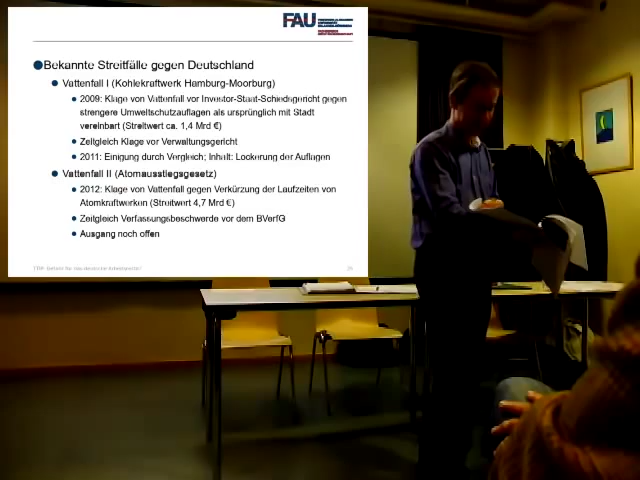 FAU
Bekannte Streitfälle gegen Deutschland
Vattenfall I (Kohlekraftwerk Hamburg-Moorburg)
2009: Klage von Vattenfall vor Investor-Staat-Schiedsgericht gegen
strengere Umweltschutzauflagen als ursprünglich mit Stadt
vereinbart (Streitwert ca. 1,4 Mrd €)
Zeitgleich Klage vor Verwaltungsgericht
2011: Einigung durch Vergleich; Inhalt: Lockerung der Auflagen
Vattenfall II (Atomausstiegsgesetz)
2012: Klage von Vattenfall gegen Verkürzung der Laufzeiten von
Atomkraftwerken (Streitwert 4,7 Mrd €)
Zeitgleich Verfassungsbeschwerde vor dem BVerfG
Ausgang noch offen